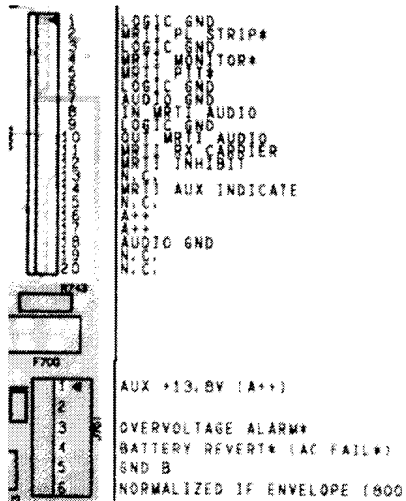 1 LOGIC GND
2 MRTI PL STRIP*
3 LOGIC GND
4 MRTI MONITOR*
5 MRTI PTT*
6 LOGIC GND
7 AUDIO GND
8 IN MRTI AUDIO
9 LOGIC GND
10 OUT MRTI AUDIO
11 MRTI RX CARRIER
12 MRTI INHIBIT
13 N.C.
14 MRTI AUX INDICATE
15 N.C.
16 A++
17 A++
18 AUDIO GND
19 N.C.
20 N.C.
F700
1 AUX +13.8V (A++)
2
3 OVERVOLTAGE ALARM*
4 BATTERY REVERT* (AC FAIL*)
5 GND B
6 NORMALIZED IF ENVELOPE (800